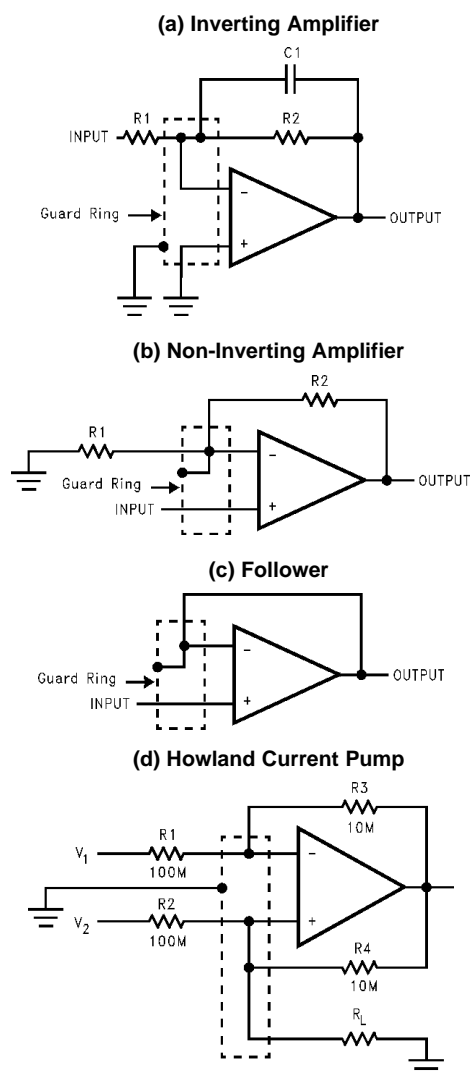 (a) Inverting Amplifier
C1
R1
R2
INPUT
-
Guard Ring
OUTPUT
+
(b) Non-Inverting Amplifier
R2
R1
-
Guard Ring
OUTPUT
INPUT
+
(c) Follower
-
Guard Ring
OUTPUT
INPUT
+
(d) Howland Current Pump
R3
10M
R1
V1
100M
-
R2
V2
100M
+
R4
10M
RL